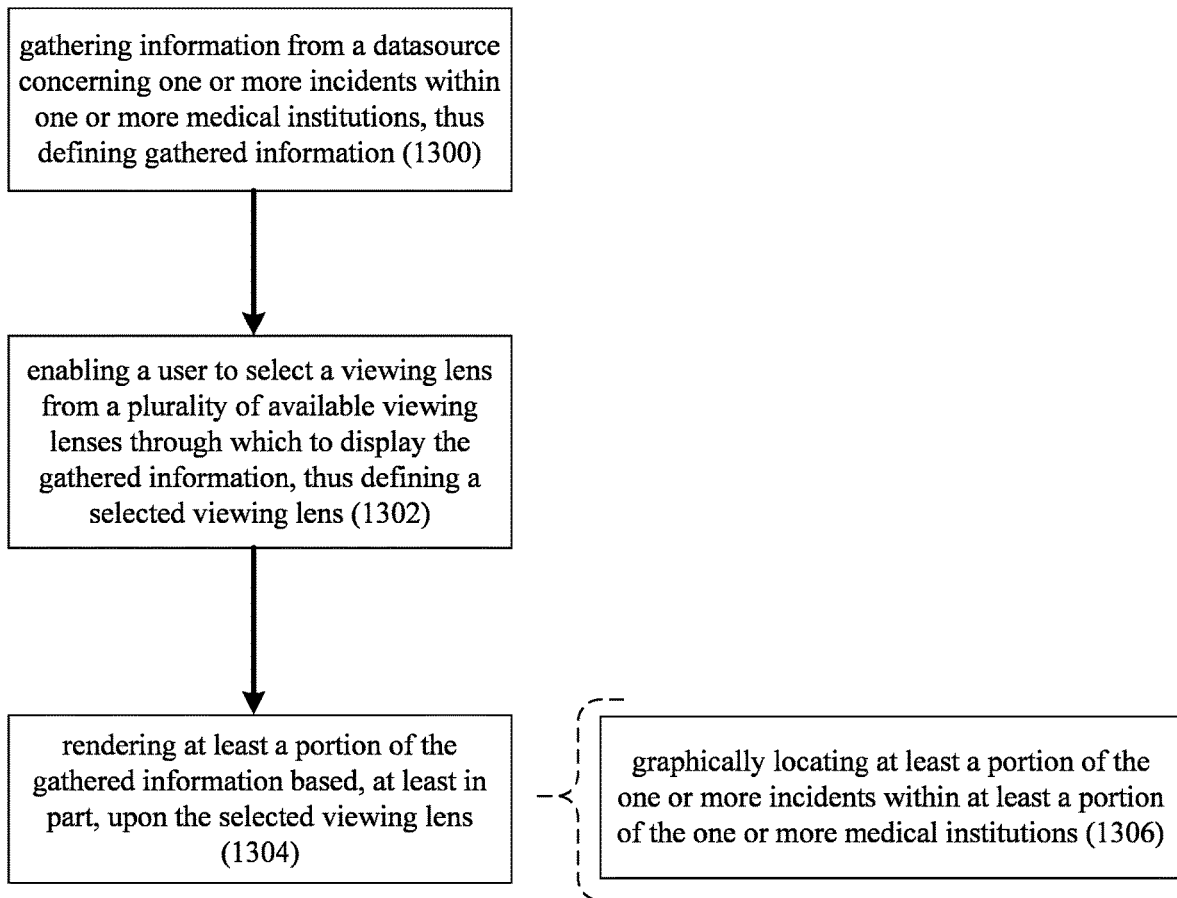 gathering information from a datasource
concerning one or more incidents within
one or more medical institutions, thus
defining gathered information (1300)
enabling a user to select a viewing lens
from a plurality of available viewing
lenses through which to display the
gathered information, thus defining a
selected viewing lens (1302)
rendering at least a portion of the
gathered information based, at least in
part, upon the selected viewing lens
(1304)
graphically locating at least a portion of the
one or more incidents within at least a portion
of the one or more medical institutions (1306)